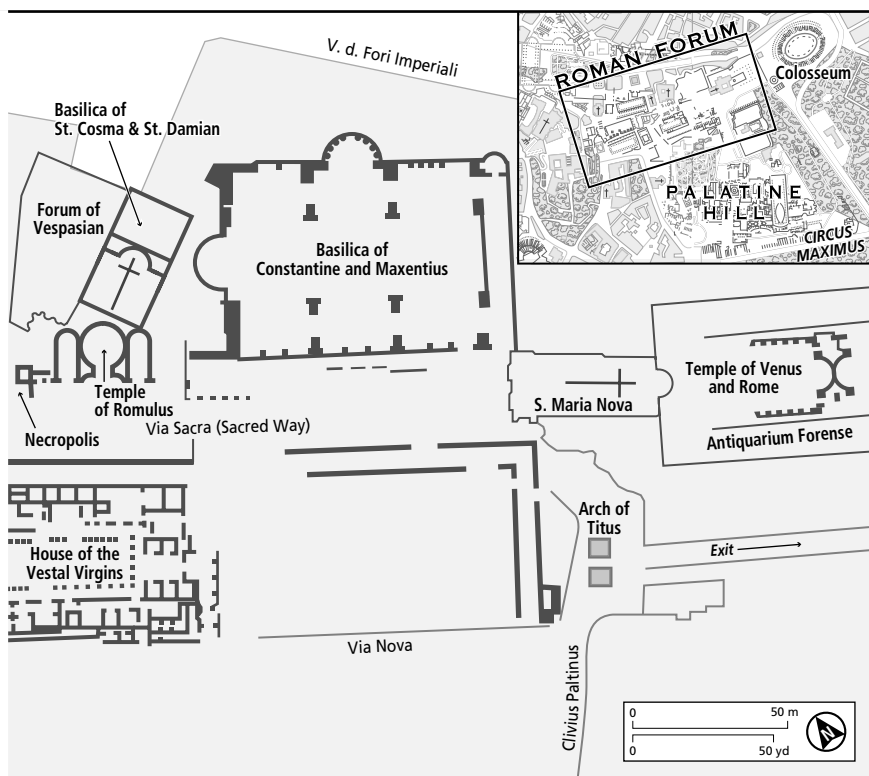 V. d. Fori Imperiali
ROMAN FORUM
Colosseum
PALATINE
HILL
CIRCUS
MAXIMUS
Basilica of
St. Cosma & St. Damian
Forum of
Vespasian
Basilica of
Constantine and Maxentius
Temple of Venus
and Rome
Temple
of Romulus
S. Maria Nova
Necropolis
Via Sacra (Sacred Way)
Antiquarium Forense
Arch of
Titus
House of the
Vestal Virgins
Exit
Via Nova
Clivius Paltinus
0 50 m
0 50 yd
N